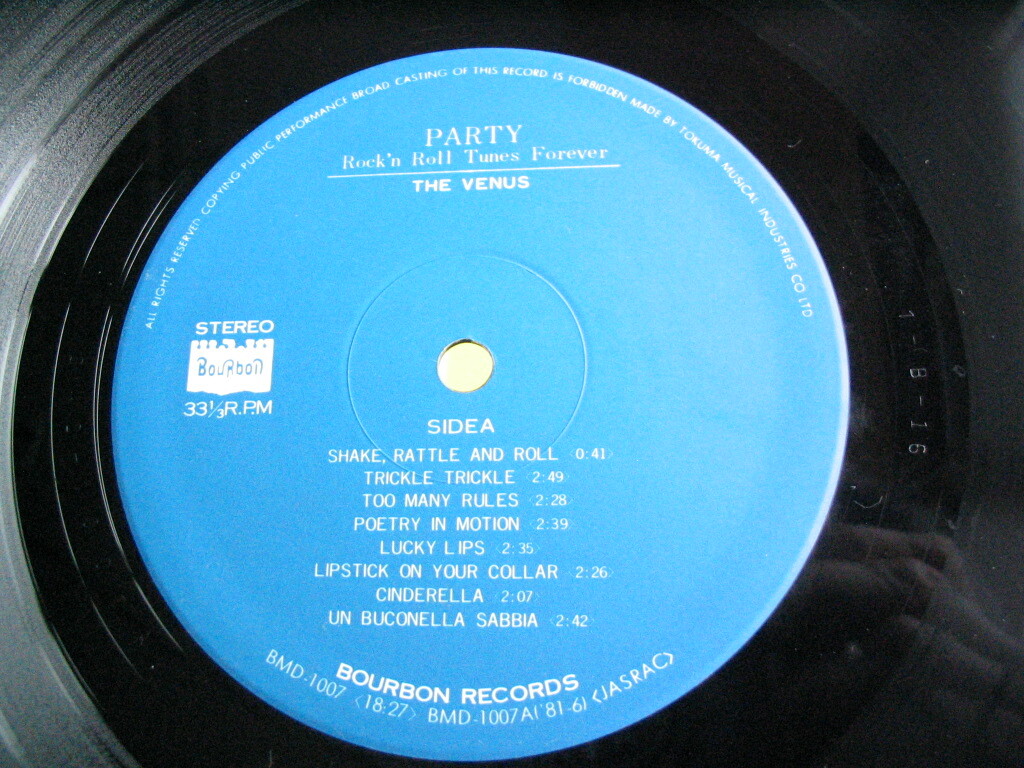 ALL RIGHTS RESERVED COPYING PUBLIC PERFORMANCE BROAD CASTING OF THIS RECORD IS FORBIDDEN MADE BY TOKUMA MUSICAL INDUSTRIES CO LTD
PARTY
Rock'n Roll Tunes Forever
THE VENUS
STEREO
BOURBON
33⅓R.P.M
SIDEA
SHAKE, RATTLE AND ROLL 〈0:41〉
TRICKLE TRICKLE 〈2:49〉
TOO MANY RULES 〈2:28〉
POETRY IN MOTION 〈2:39〉
LUCKY LIPS 〈2:35〉
LIPSTICK ON YOUR COLLAR 〈2:26〉
CINDERELLA 〈2:07〉
UN BUCONELLA SABBIA 〈2:42〉
BOURBON RECORDS
BMD-1007 〈18:27〉 BMD-1007A('81-6) 〈JASRAC〉
1-B-16